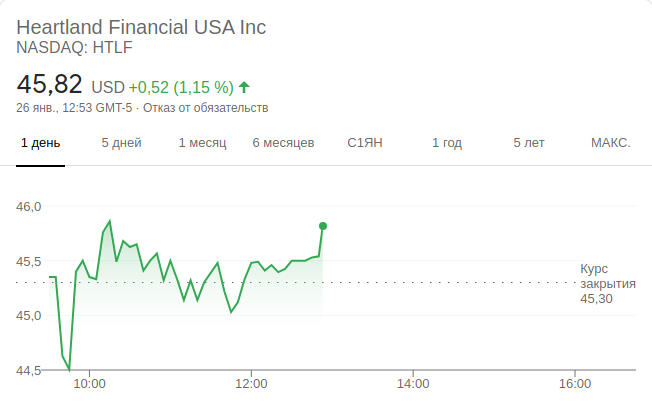 Heartland Financial USA Inc
NASDAQ: HTLF
45,82 USD +0,52 (1,15 %)
26 янв., 12:53 GMT-5 · Отказ от обязательств
1 день 5 дней 1 месяц 6 месяцев С1ЯН 1 год 5 лет МАКС.
46,0
45,5
45,0
44,5
Курс
закрытия
45,30
10:00 12:00 14:00 16:00